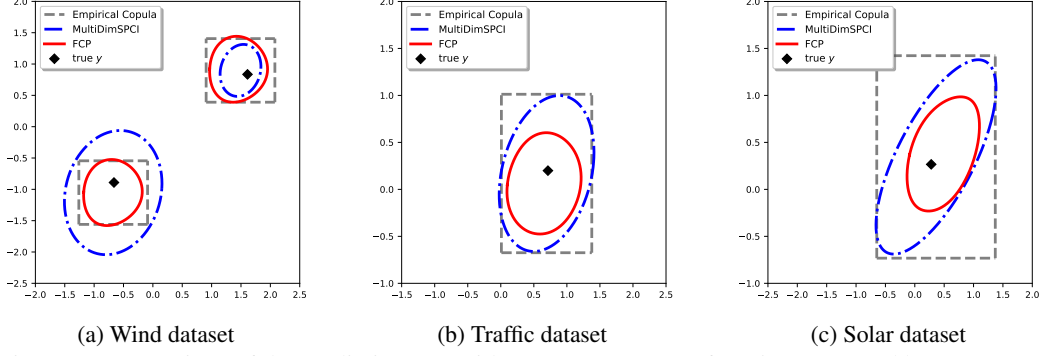 Empirical Copula
MultiDimSPCI
FCP
true y
2.0
1.5
1.0
0.5
0.0
−0.5
−1.0
−1.5
−2.0
−2.5
−2.0 −1.5 −1.0 −0.5 0.0 0.5 1.0 1.5 2.0 2.5
(a) Wind dataset
Empirical Copula
MultiDimSPCI
FCP
true y
2.0
1.5
1.0
0.5
0.0
−0.5
−1.0
−1.0 −0.5 0.0 0.5 1.0 1.5 2.0 2.5
(b) Traffic dataset
Empirical Copula
MultiDimSPCI
FCP
true y
2.0
1.5
1.0
0.5
0.0
−0.5
−1.0
−2.0 −1.5 −1.0 −0.5 0.0 0.5 1.0 1.5 2.0
(c) Solar dataset